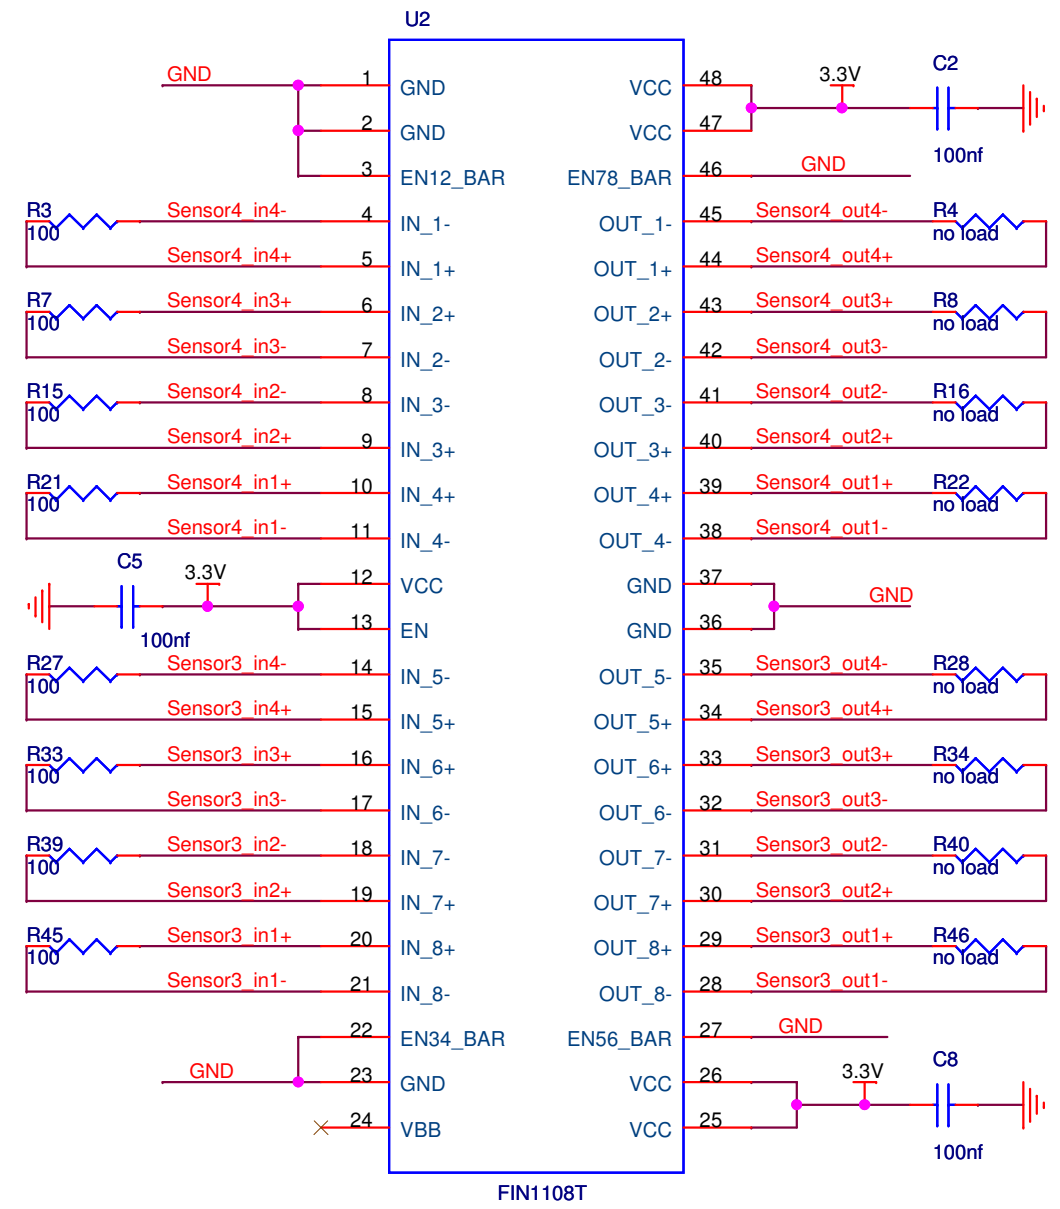 U2
GND 1 GND VCC 48 3.3V C2
2 GND VCC 47 100nf
3 EN12_BAR EN78_BAR 46 GND
R3 100 Sensor4_in4- 4 IN_1- OUT_1- 45 Sensor4_out4- R4 no load
Sensor4_in4+ 5 IN_1+ OUT_1+ 44 Sensor4_out4+
R7 100 Sensor4_in3+ 6 IN_2+ OUT_2+ 43 Sensor4_out3+ R8 no load
Sensor4_in3- 7 IN_2- OUT_2- 42 Sensor4_out3-
R15 100 Sensor4_in2- 8 IN_3- OUT_3- 41 Sensor4_out2- R16 no load
Sensor4_in2+ 9 IN_3+ OUT_3+ 40 Sensor4_out2+
R21 100 Sensor4_in1+ 10 IN_4+ OUT_4+ 39 Sensor4_out1+ R22 no load
Sensor4_in1- 11 IN_4- OUT_4- 38 Sensor4_out1-
C5 3.3V 12 VCC GND 37 GND
100nf 13 EN GND 36
R27 100 Sensor3_in4- 14 IN_5- OUT_5- 35 Sensor3_out4- R28 no load
Sensor3_in4+ 15 IN_5+ OUT_5+ 34 Sensor3_out4+
R33 100 Sensor3_in3+ 16 IN_6+ OUT_6+ 33 Sensor3_out3+ R34 no load
Sensor3_in3- 17 IN_6- OUT_6- 32 Sensor3_out3-
R39 100 Sensor3_in2- 18 IN_7- OUT_7- 31 Sensor3_out2- R40 no load
Sensor3_in2+ 19 IN_7+ OUT_7+ 30 Sensor3_out2+
R45 100 Sensor3_in1+ 20 IN_8+ OUT_8+ 29 Sensor3_out1+ R46 no load
Sensor3_in1- 21 IN_8- OUT_8- 28 Sensor3_out1-
22 EN34_BAR EN56_BAR 27 GND
GND 23 GND VCC 26 3.3V C8
24 VBB VCC 25 100nf
FIN1108T